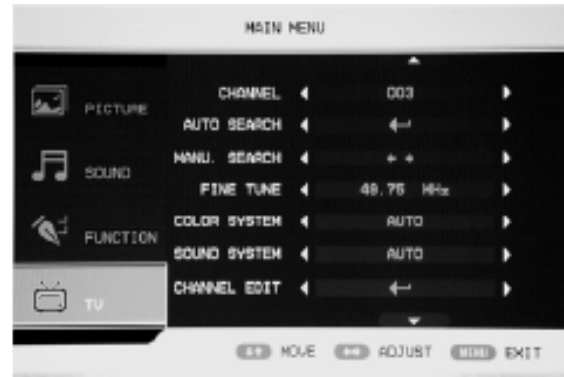 MAIN MENU
PICTURE
SOUND
FUNCTION
TV
CHANNEL 003
AUTO SEARCH
MANU. SEARCH
FINE TUNE 48.75 MHz
COLOR SYSTEM AUTO
SOUND SYSTEM AUTO
CHANNEL EDIT
MOVE ADJUST MENU EXIT